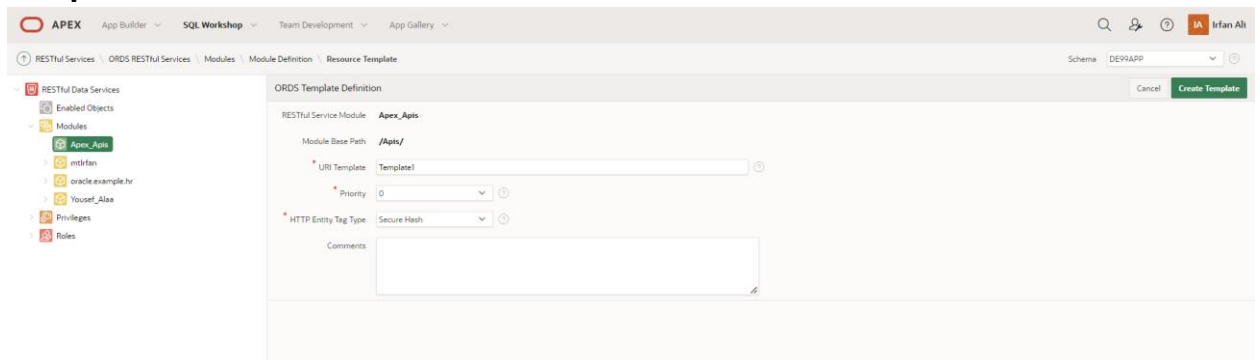 APEX App Builder SQL Workshop Team Development App Gallery IA Irfan Ali
RESTful Services \ ORDS RESTful Services \ Modules \ Module Definition \ Resource Template Schema DE99APP
RESTful Data Services
Enabled Objects
Modules
Apex_Apis
mtirfan
oracle.example.hr
Yousef_Alaa
Privileges
Roles
ORDS Template Definition Cancel Create Template
RESTful Service Module Apex_Apis
Module Base Path /Apis/
* URI Template Template1
* Priority 0
* HTTP Entity Tag Type Secure Hash
Comments